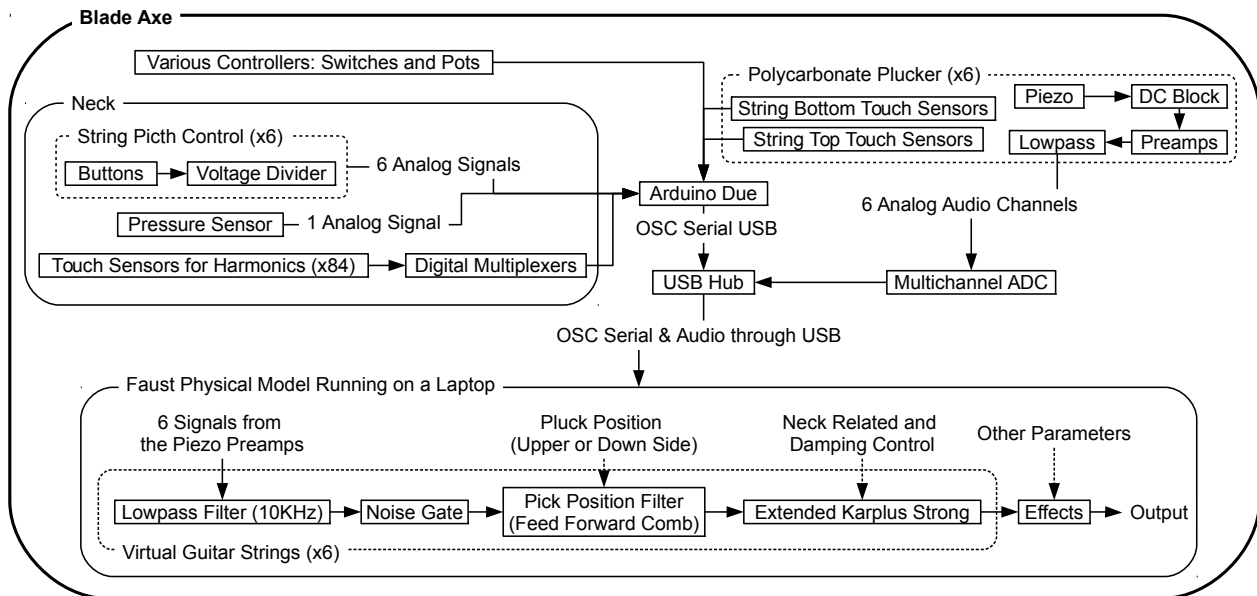 Blade Axe
Various Controllers: Switches and Pots
Polycarbonate Plucker (x6)
Neck
String Bottom Touch Sensors
Piezo
DC Block
String Picth Control (x6)
String Top Touch Sensors
Lowpass
Preamps
Buttons
Voltage Divider
6 Analog Signals
Arduino Due
6 Analog Audio Channels
Pressure Sensor
1 Analog Signal
OSC Serial USB
Touch Sensors for Harmonics (x84)
Digital Multiplexers
USB Hub
Multichannel ADC
OSC Serial & Audio through USB
Faust Physical Model Running on a Laptop
6 Signals from
the Piezo Preamps
Pluck Position
(Upper or Down Side)
Neck Related and
Damping Control
Other Parameters
Lowpass Filter (10KHz)
Noise Gate
Pick Position Filter
(Feed Forward Comb)
Extended Karplus Strong
Effects
Output
Virtual Guitar Strings (x6)